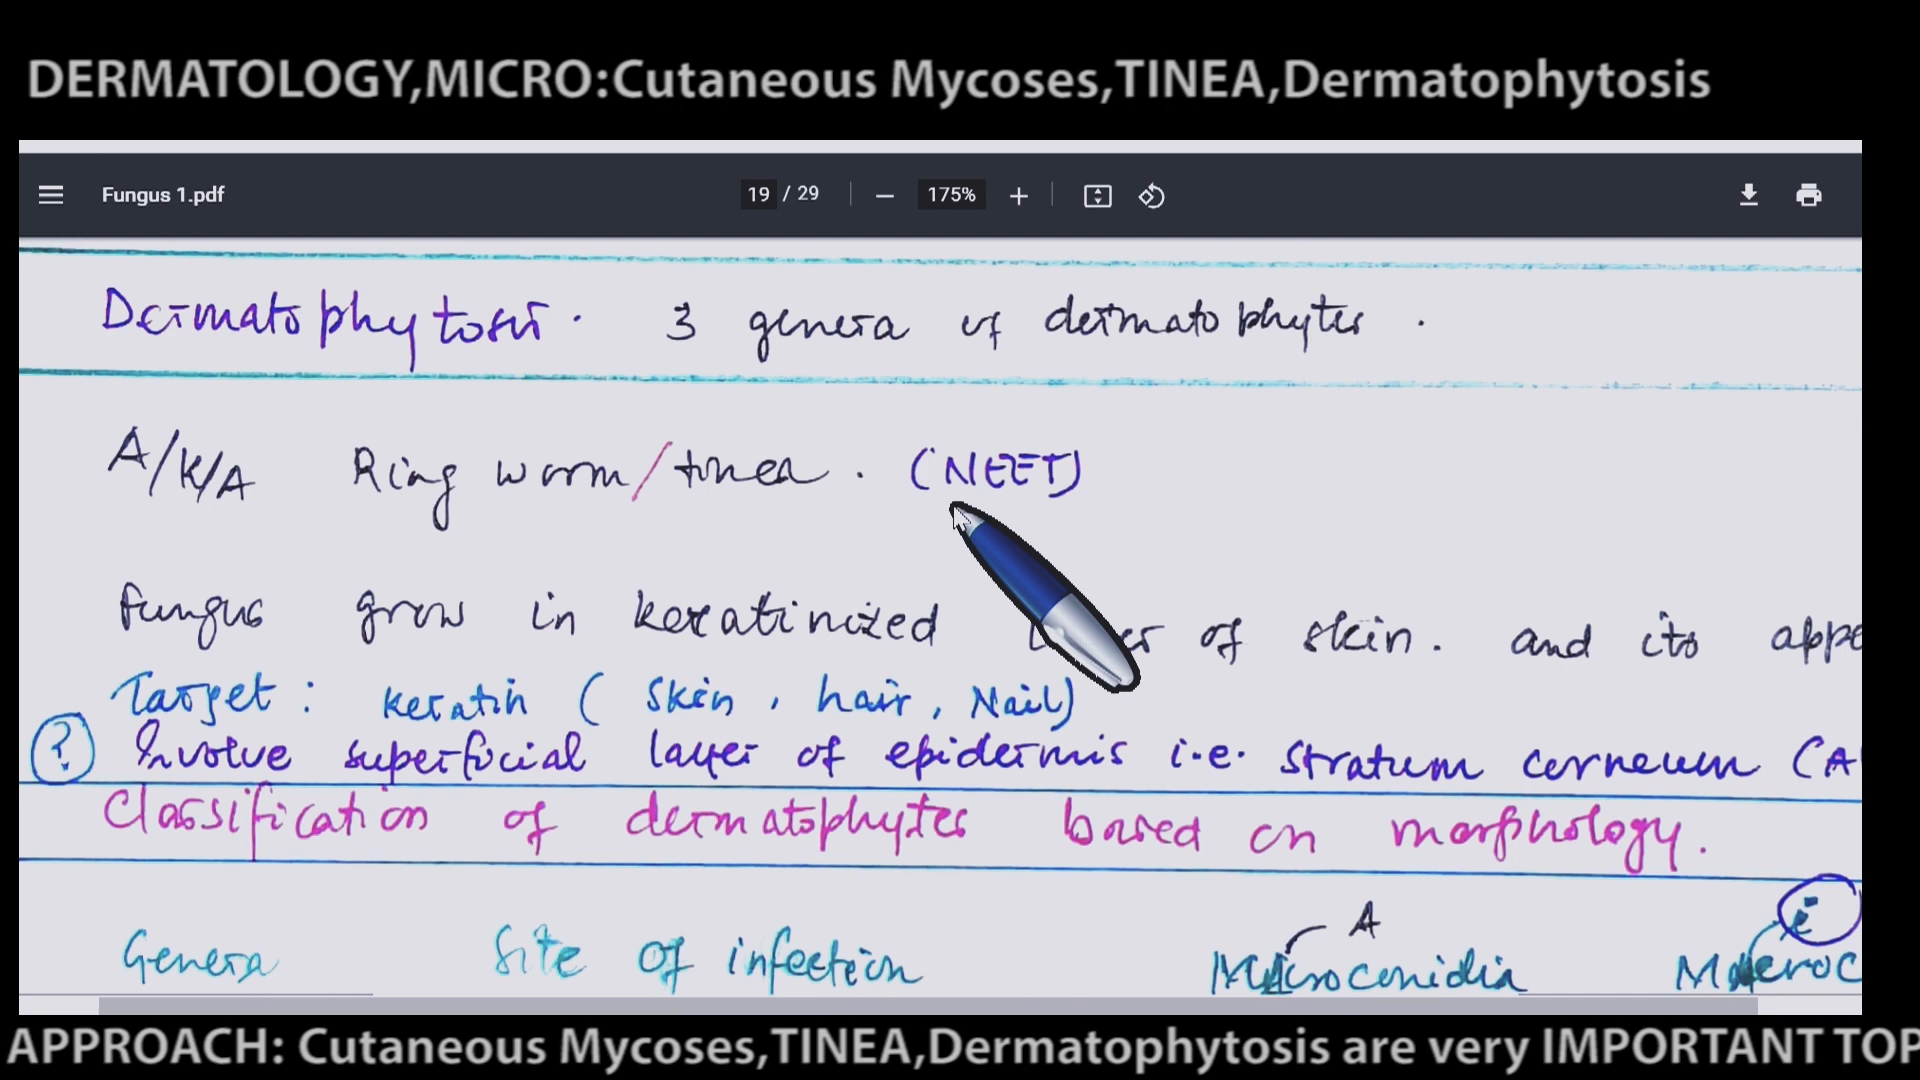 DERMATOLOGY,MICRO:Cutaneous Mycoses,TINEA,Dermatophytosis
Fungus 1.pdf
19 / 29
175%
Dermatophytosis. 3 genera of dermatophytes.
A/K/A Ring worm/tinea. (NEET)
Fungus grow in keratinized of skin. and its appe
Target: keratin (skin, hair, Nail)
? Involve superficial layer of epidermis i.e. stratum corneum (A
Classification of dermatophytes based on morphology.
A
Genera Site of infection Microconidia Macroc
APPROACH: Cutaneous Mycoses,TINEA,Dermatophytosis are very IMPORTANT TOP